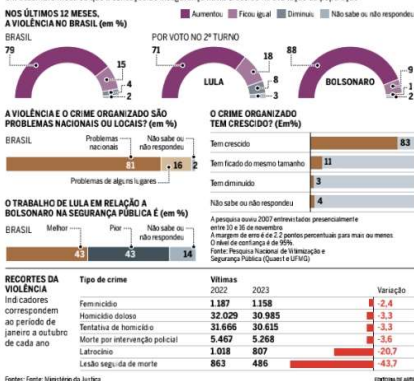 NOS ÚLTIMOS 12 MESES,
A VIOLÊNCIA NO BRASIL (em %)
Aumentou Ficou igual Diminuiu Não sabe ou não respondeu
BRASIL
79
15
4
2
POR VOTO NO 2º TURNO
71
18
8
3
LULA
88
9
1
2
BOLSONARO
A VIOLÊNCIA E O CRIME ORGANIZADO SÃO
PROBLEMAS NACIONAIS OU LOCAIS? (em %)
BRASIL
Problemas nacionais
Não sabe ou não respondeu
81 16 2
Problemas de alguns lugares
O CRIME ORGANIZADO
TEM CRESCIDO? (Em%)
Tem crescido 83
Tem ficado do mesmo tamanho 11
Tem diminuído 3
Não sabe ou não respondeu 4
O TRABALHO DE LULA EM RELAÇÃO A
BOLSONARO NA SEGURANÇA PÚBLICA É (em %)
BRASIL
Melhor
Pior
Não sabe ou não respondeu
43 43 14
A pesquisa ouviu 2007 entrevistados presencialmente
entre 10 e 16 de novembro
A margem de erro é de 2.2 pontos percentuais para mais ou menos.
O nível de confiança é de 95%.
Fonte: Pesquisa Nacional de Vitimização e
Segurança Pública (Quaest e UFMG)
RECORTES DA
VIOLÊNCIA
Indicadores
correspondem
ao período de
janeiro a outubro
de cada ano
Tipo de crime Vítimas
2022 2023 Variação
Feminicídio 1.187 1.158 -2,4
Homicídio doloso 32.029 30.985 -3,3
Tentativa de homicídio 31.666 30.615 -3,3
Morte por intervenção policial 5.467 5.268 -3,6
Latrocínio 1.018 807 -20,7
Lesão seguida de morte 863 486 -43,7
Fontes: Fonte: Ministério da Justiça
EDITORIA DE ARTE